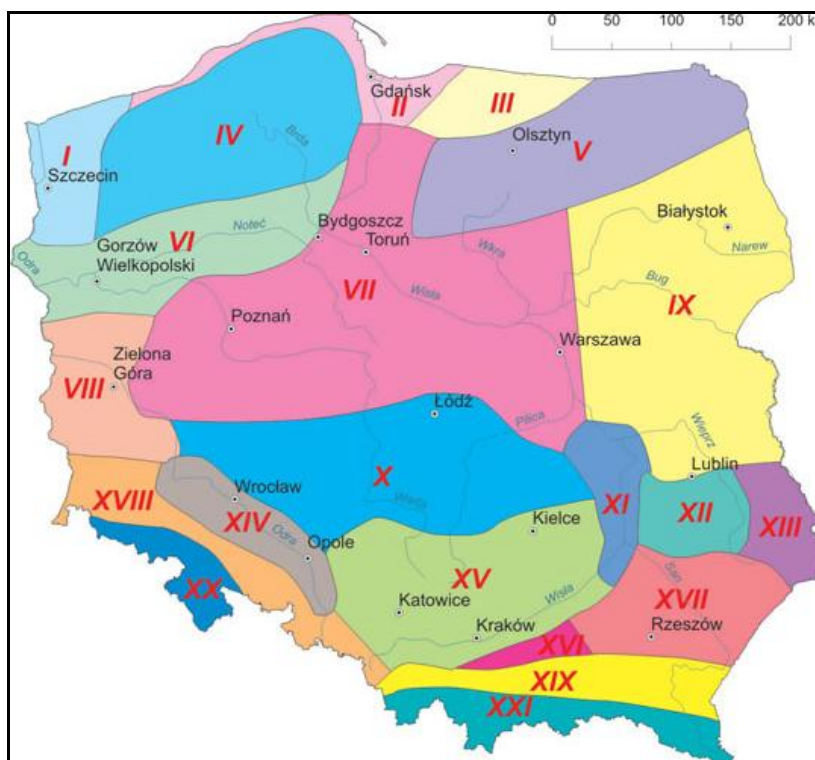 0 50 100 150 200 k
Gdańsk
II
III
I
IV
Brda
Olsztyn
V
Szczecin
Białystok
Bydgoszcz
Noteć
VI
Gorzów
Wielkopolski
Toruń
Odra
Wkra
Narew
Bug
VII
Wisła
IX
Poznań
Warszawa
Zielona
Góra
VIII
Łódź
Pilica
Wieprz
Lublin
X
Wrocław
XVIII
Warta
XI
XII
XIII
XIV
Odra
Kielce
Opole
XV
San
XX
Wisła
XVII
Katowice
Kraków
XVI
Rzeszów
XIX
XXI